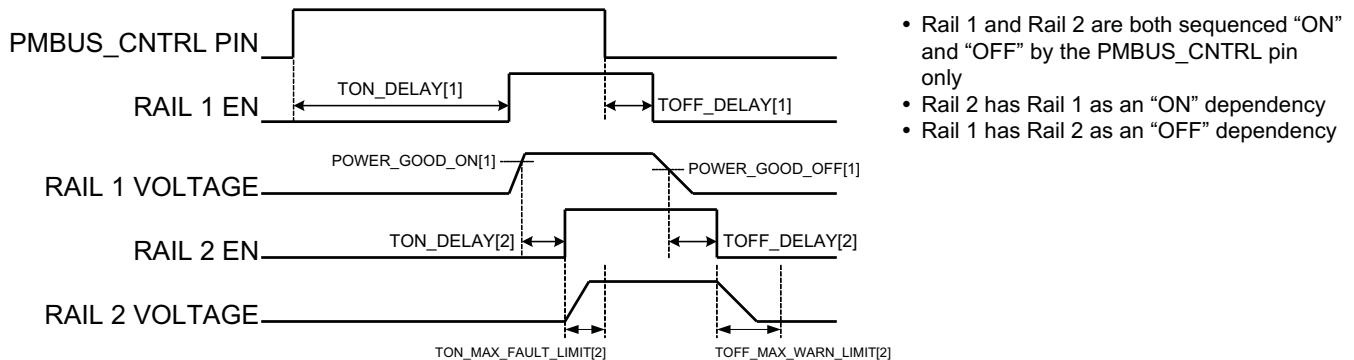 PMBUS_CNTRL PIN
TON_DELAY[1]
TOFF_DELAY[1]
RAIL 1 EN
POWER_GOOD_ON[1]
POWER_GOOD_OFF[1]
RAIL 1 VOLTAGE
TON_DELAY[2]
TOFF_DELAY[2]
RAIL 2 EN
RAIL 2 VOLTAGE
TON_MAX_FAULT_LIMIT[2]
TOFF_MAX_WARN_LIMIT[2]
• Rail 1 and Rail 2 are both sequenced “ON”
and “OFF” by the PMBUS_CNTRL pin
only
• Rail 2 has Rail 1 as an “ON” dependency
• Rail 1 has Rail 2 as an “OFF” dependency